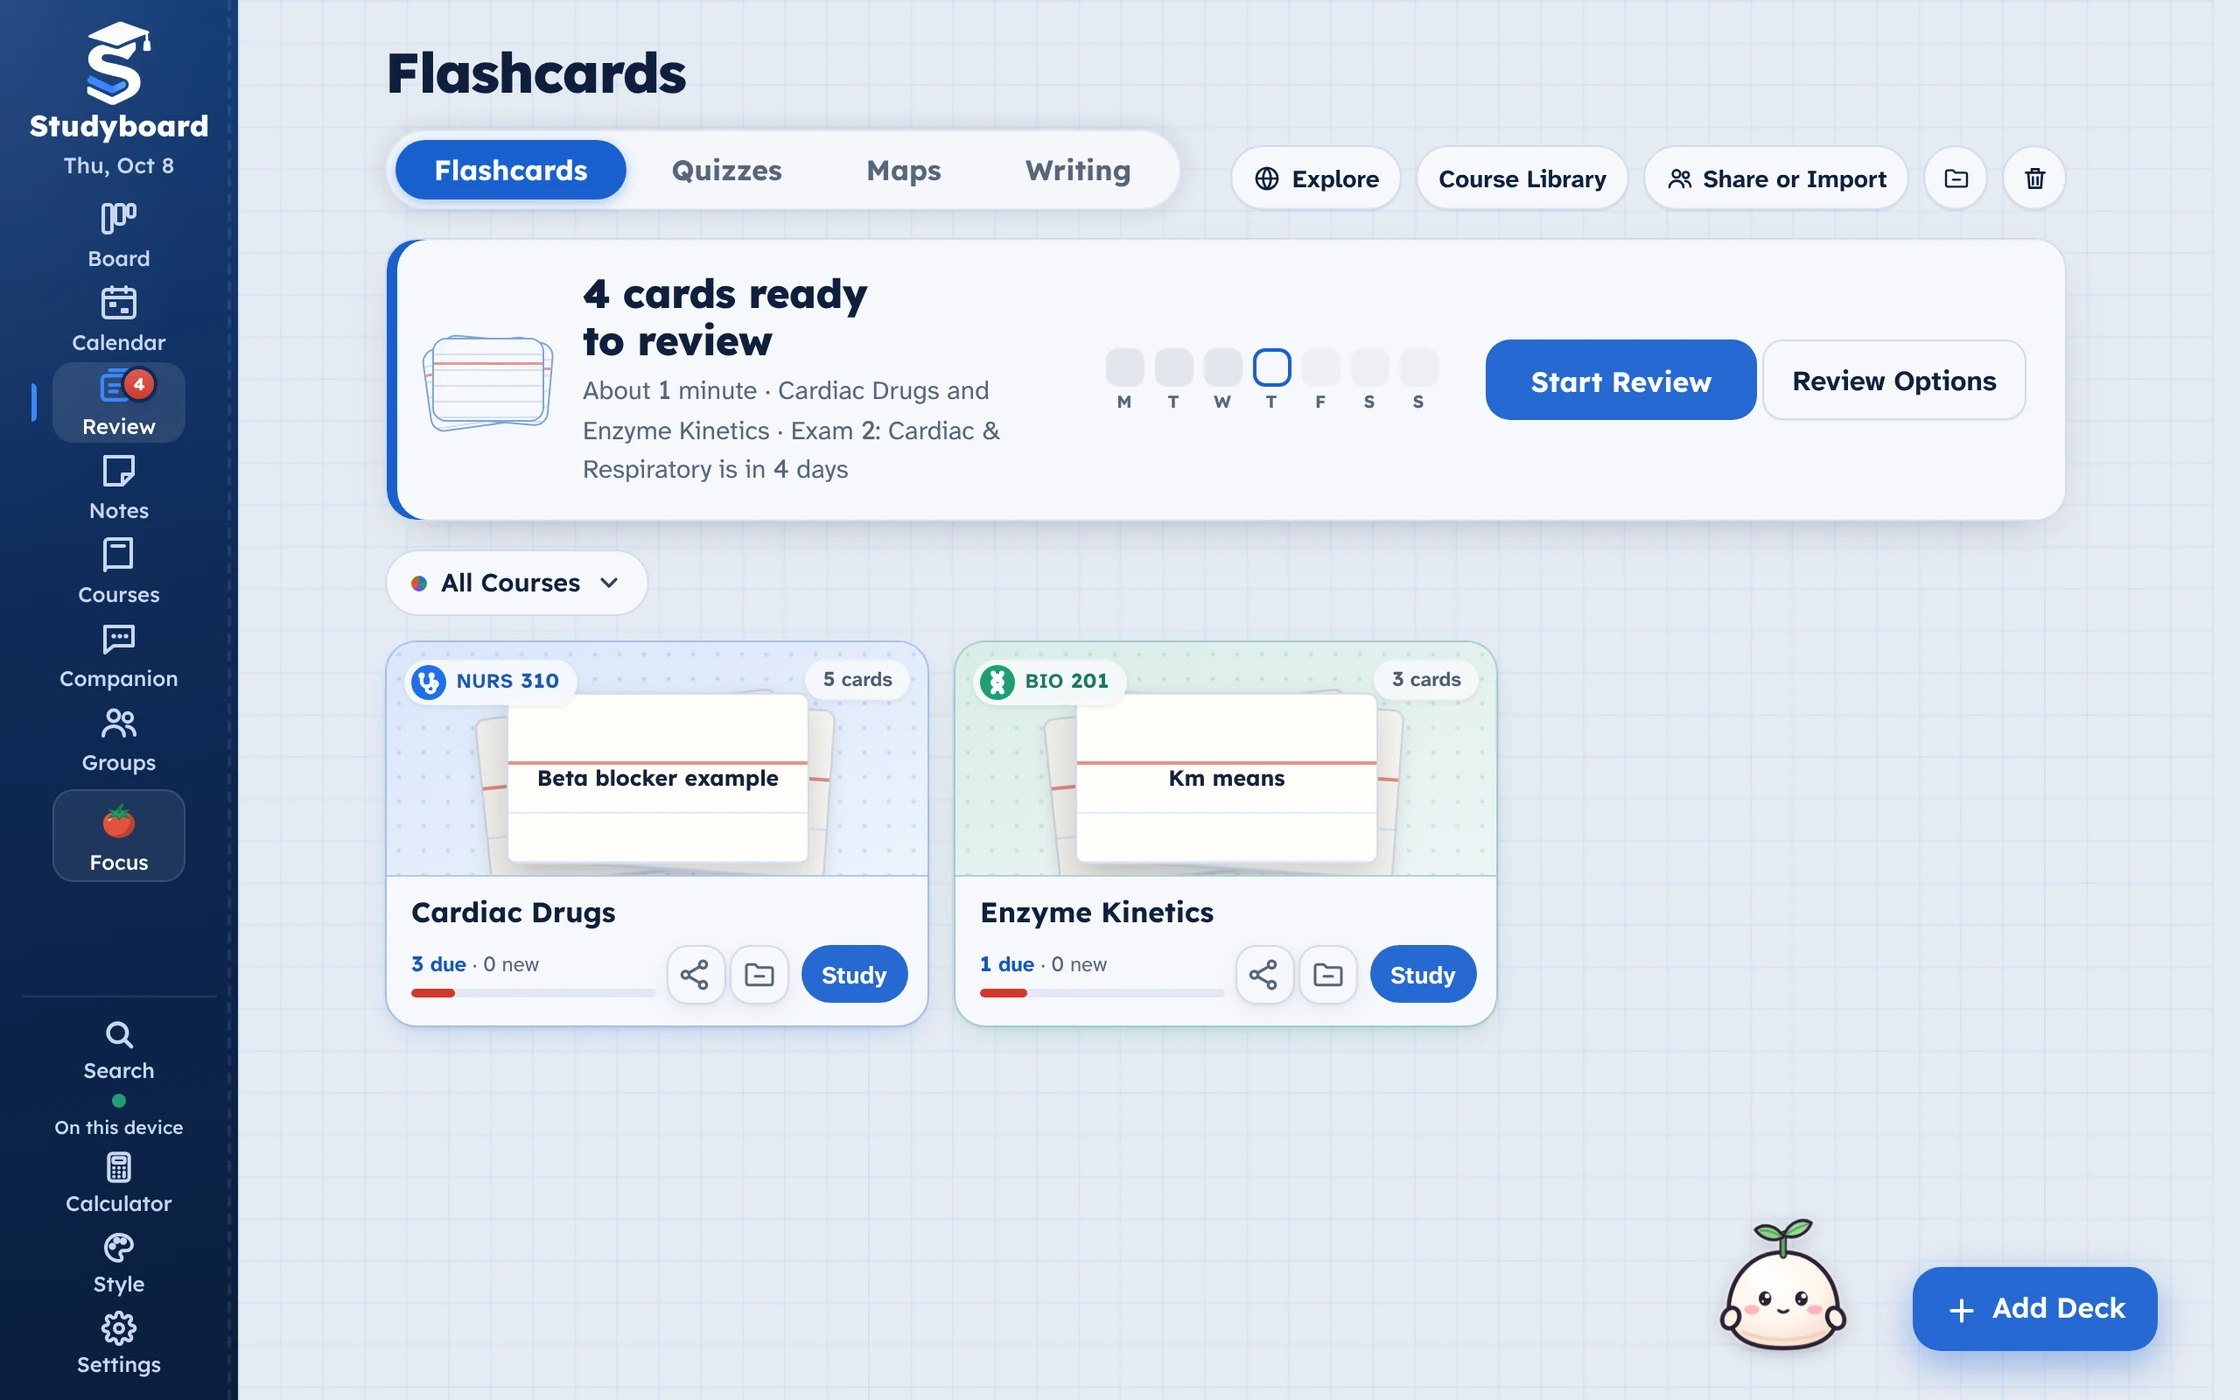 Studyboard
Thu, Oct 8
Board
Calendar
4
Review
Notes
Courses
Companion
Groups
Focus
Search
On this device
Calculator
Style
Settings
Flashcards
Flashcards Quizzes Maps Writing
Explore Course Library Share or Import
4 cards ready
to review
About 1 minute · Cardiac Drugs and
Enzyme Kinetics · Exam 2: Cardiac &
Respiratory is in 4 days
M T W T F S S
Start Review Review Options
All Courses
NURS 310 5 cards
Beta blocker example
Cardiac Drugs
3 due · 0 new
Study
BIO 201 3 cards
Km means
Enzyme Kinetics
1 due · 0 new
Study
+ Add Deck